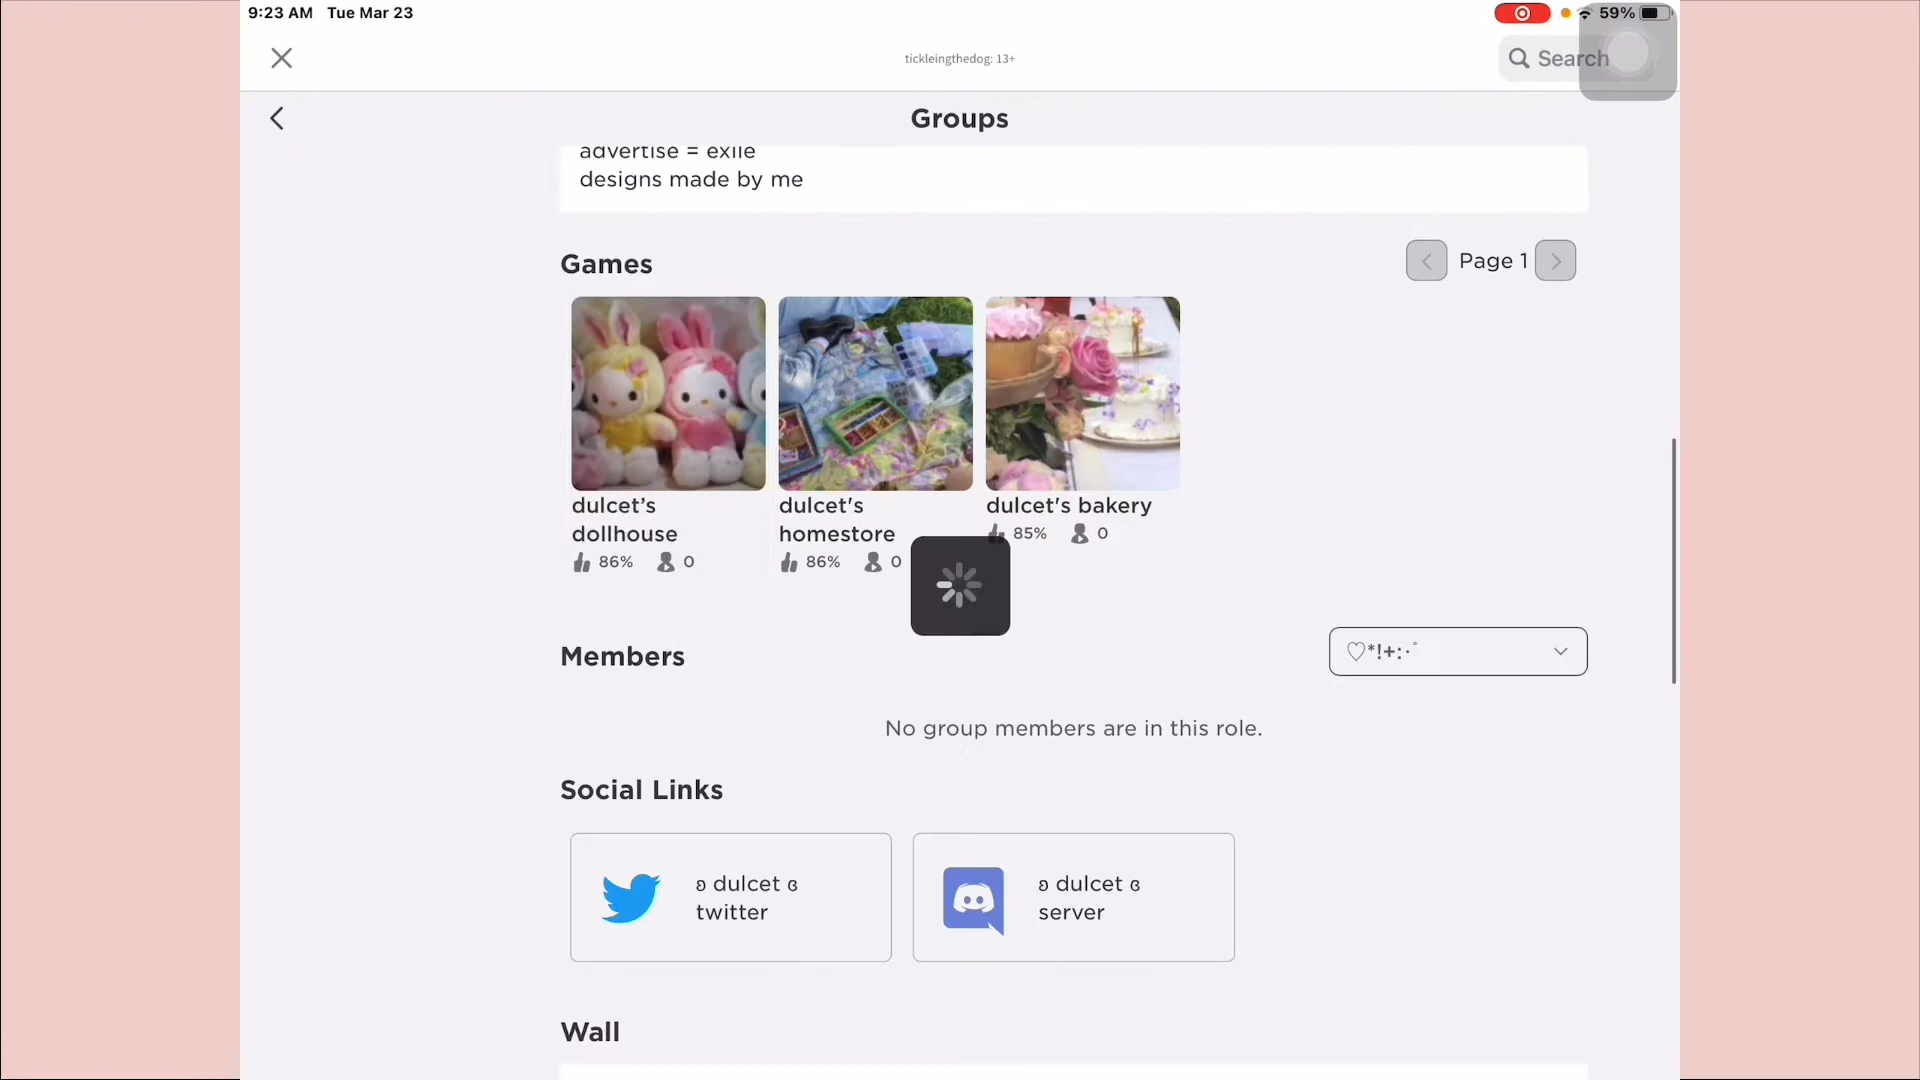 9:23 AM Tue Mar 23
59%
tickleingthedog: 13+
Search
Groups
advertise = exile
designs made by me
Games
Page 1
dulcet’s
dollhouse
86% 0
dulcet's
homestore
86% 0
dulcet's bakery
85% 0
Members
♡*!+:·˚
No group members are in this role.
Social Links
ʚ dulcet ɞ
twitter
ʚ dulcet ɞ
server
Wall